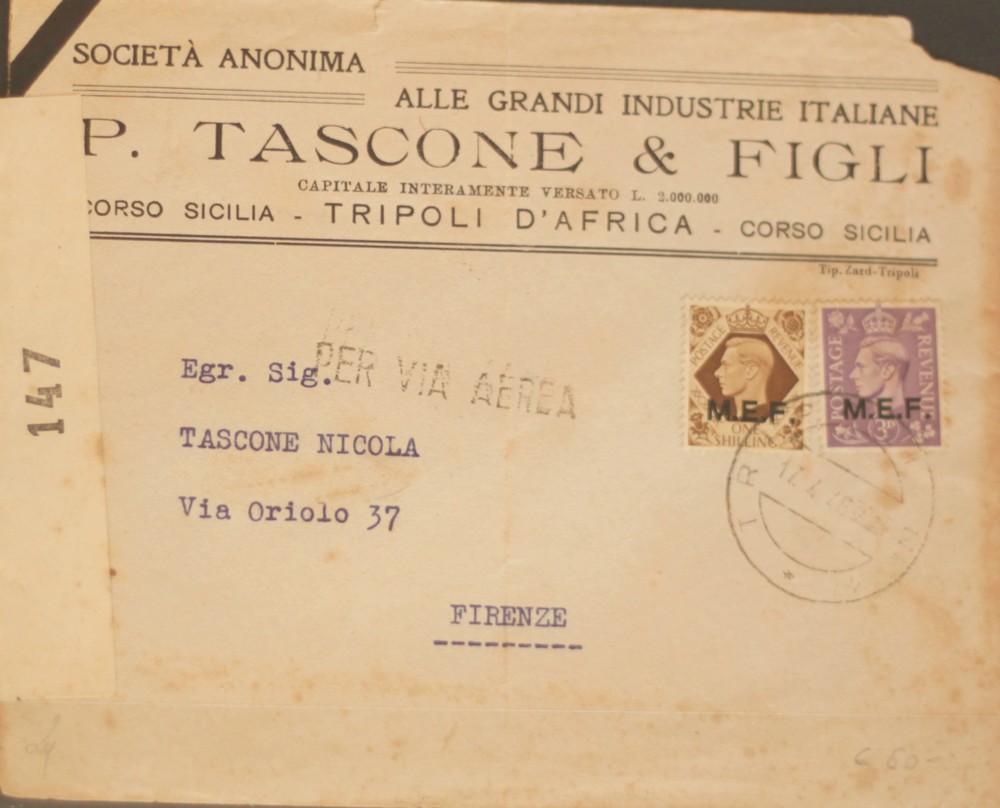 SOCIETÀ ANONIMA
ALLE GRANDI INDUSTRIE ITALIANE
P. TASCONE & FIGLI
CAPITALE INTERAMENTE VERSATO L. 2.000.000
CORSO SICILIA - TRIPOLI D'AFRICA - CORSO SICILIA
Tip. Zard-Tripoli
POSTAGE REVENUE
M.E.F.
ONE SHILLING
POSTAGE REVENUE
M.E.F.
3D
147
PER VIA AEREA
Egr. Sig.
TASCONE NICOLA
Via Oriolo 37
FIRENZE
C 60-